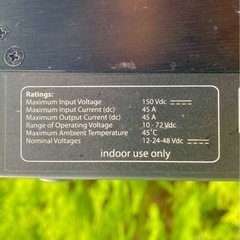 Ratings:
Maximum Input Voltage 150 Vdc
Maximum Input Current (dc) 45 A
Maximum Output Current (dc) 45 A
Range of Operating Voltage 10 - 72 Vdc
Maximum Ambient Temperature 45˚C
Nominal Voltages 12-24-48 Vdc
indoor use only